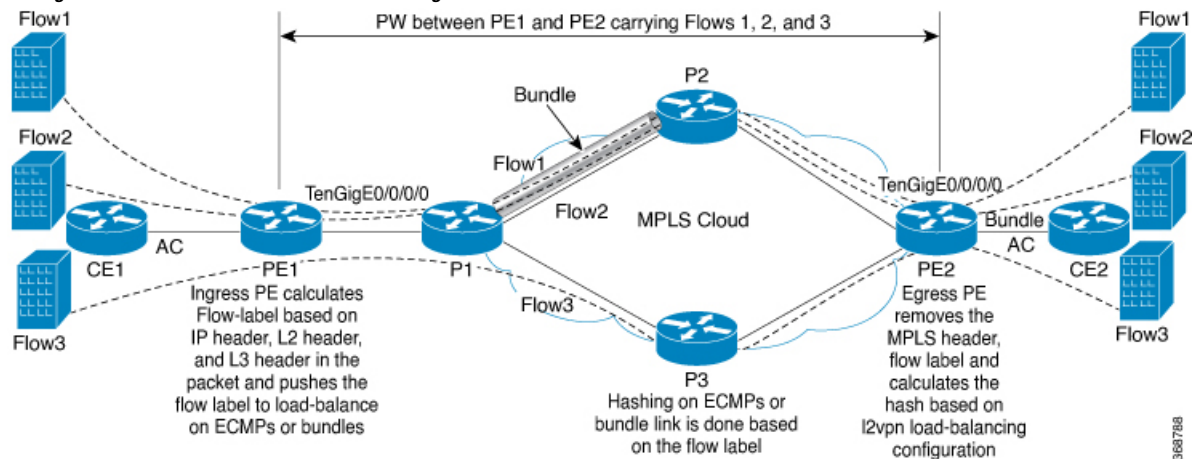 PW between PE1 and PE2 carrying Flows 1, 2, and 3
Flow1
Flow1
P2
Bundle
Flow2
Flow2
Flow1
TenGigE0/0/0/0
TenGigE0/0/0/0
Flow2
MPLS Cloud
Bundle
AC
AC
CE1
PE1
P1
PE2
CE2
Flow3
Flow3
Flow3
Ingress PE calculates
Flow-label based on
IP header, L2 header,
and L3 header in the
packet and pushes the
flow label to load-balance
on ECMPs or bundles
P3
Hashing on ECMPs or
bundle link is done based
on the flow label
Egress PE
removes the
MPLS header,
flow label and
calculates the
hash based on
l2vpn load-balancing
configuration
368788